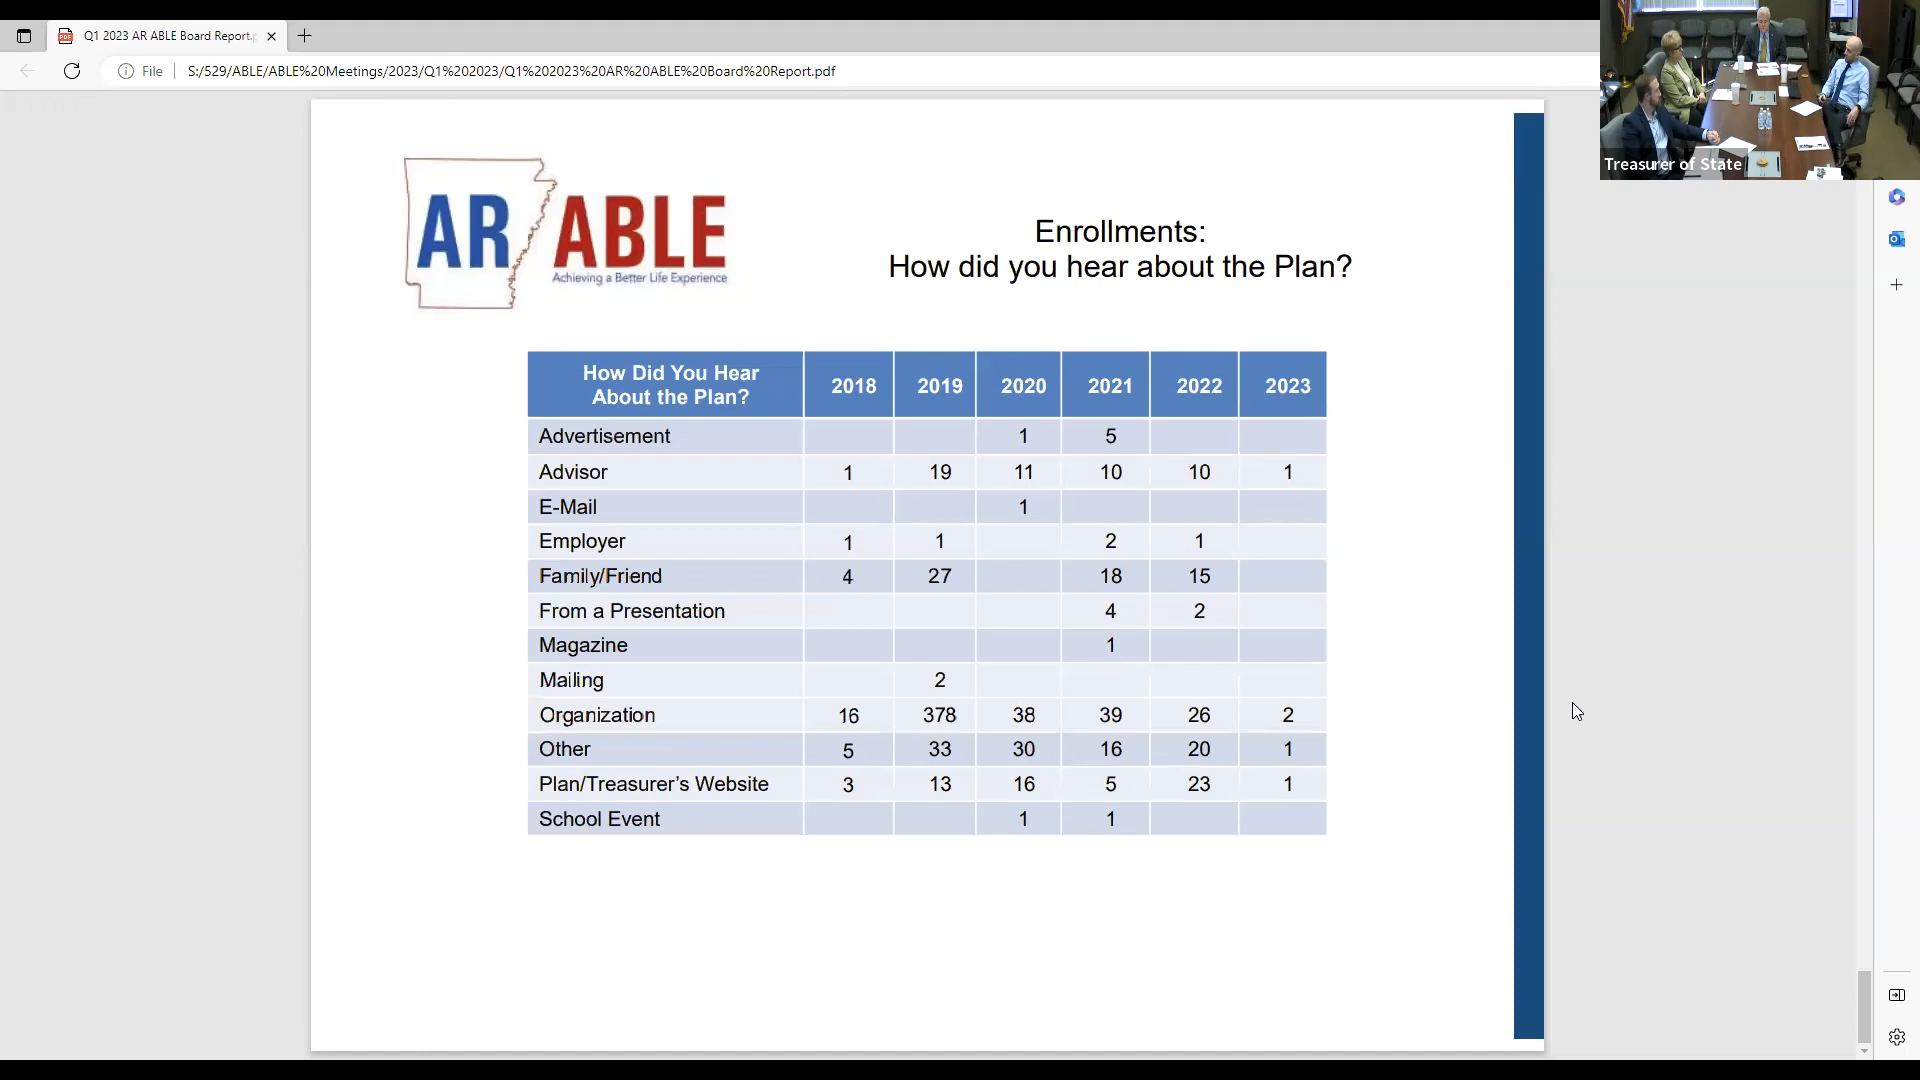 Q1 2023 AR ABLE Board Report.p
File
S:/529/ABLE/ABLE%20Meetings/2023/Q1%202023/Q1%202023%20AR%20ABLE%20Board%20Report.pdf
Treasurer of State
AR ABLE
Achieving a Better Life Experience
Enrollments:
How did you hear about the Plan?
How Did You Hear About the Plan? 2018 2019 2020 2021 2022 2023
Advertisement 1 5
Advisor 1 19 11 10 10 1
E-Mail 1
Employer 1 1 2 1
Family/Friend 4 27 18 15
From a Presentation 4 2
Magazine 1
Mailing 2
Organization 16 378 38 39 26 2
Other 5 33 30 16 20 1
Plan/Treasurer’s Website 3 13 16 5 23 1
School Event 1 1